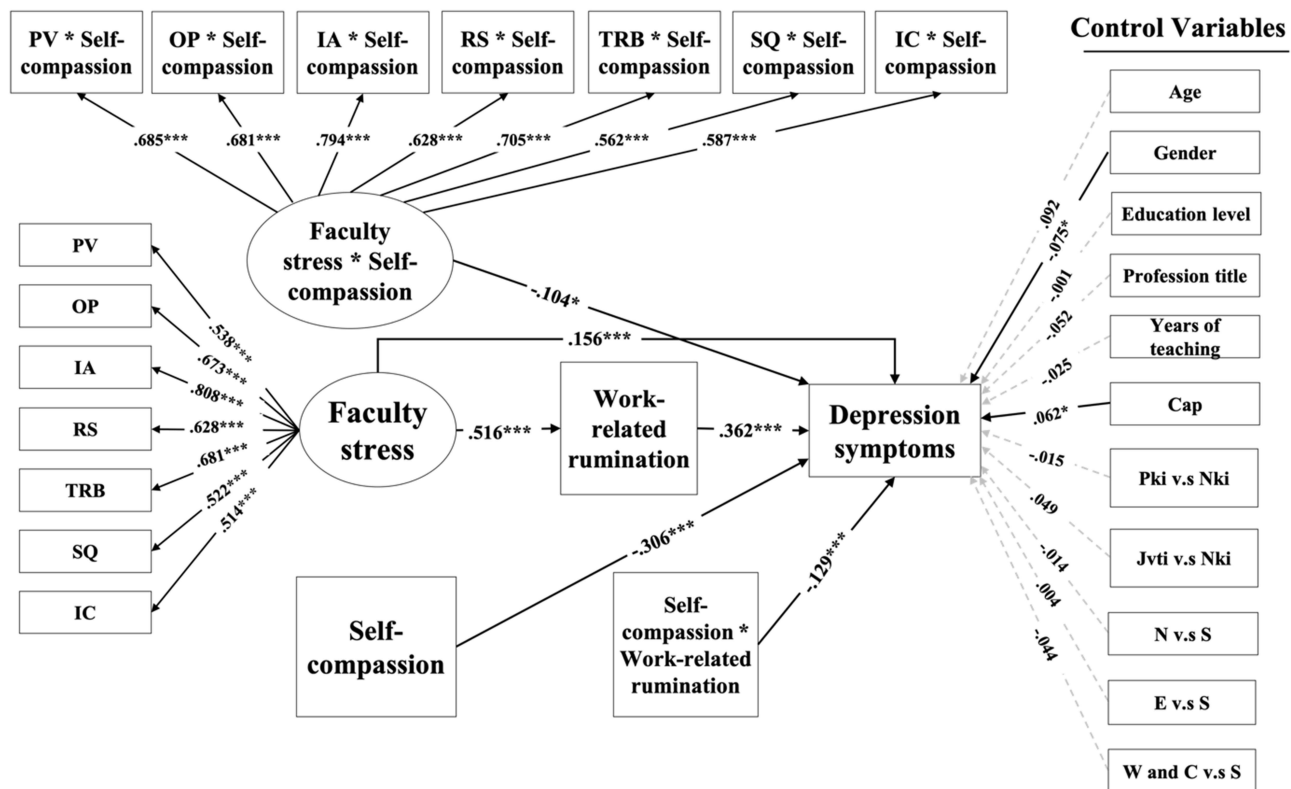 PV * Self-
compassion
OP * Self-
compassion
IA * Self-
compassion
RS * Self-
compassion
TRB * Self-
compassion
SQ * Self-
compassion
IC * Self-
compassion
Control Variables
.685***
.681***
.794***
.628***
.705***
.562***
.587***
Faculty
stress * Self-
compassion
PV
OP
IA
RS
TRB
SQ
IC
.538***
.673***
.808***
.628***
.681***
.522***
.514***
Faculty
stress
-.104*
.156***
.516***
Work-
related
rumination
.362***
Depression
symptoms
-.306***
-.129***
Self-
compassion
Self-
compassion *
Work-related
rumination
Age
Gender
Education level
Profession title
Years of
teaching
Cap
Pki v.s Nki
Jvti v.s Nki
N v.s S
E v.s S
W and C v.s S
.092
-.075*
-.001
-.052
-.025
.062*
-.015
.049
-.014
.004
-.044